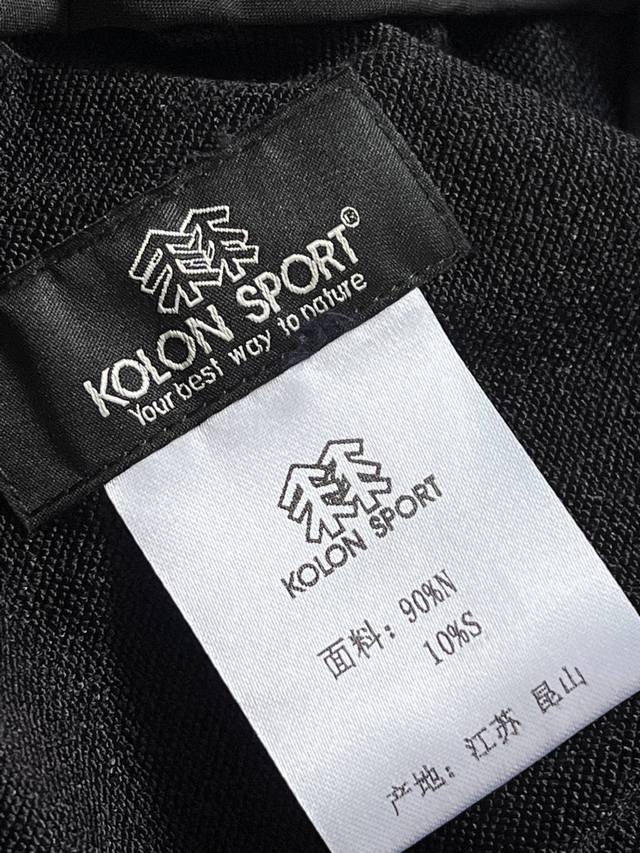 KOLON SPORT®
Your best way to nature
KOLON SPORT
面料: 90%N
10%S
产地: 江苏 昆山